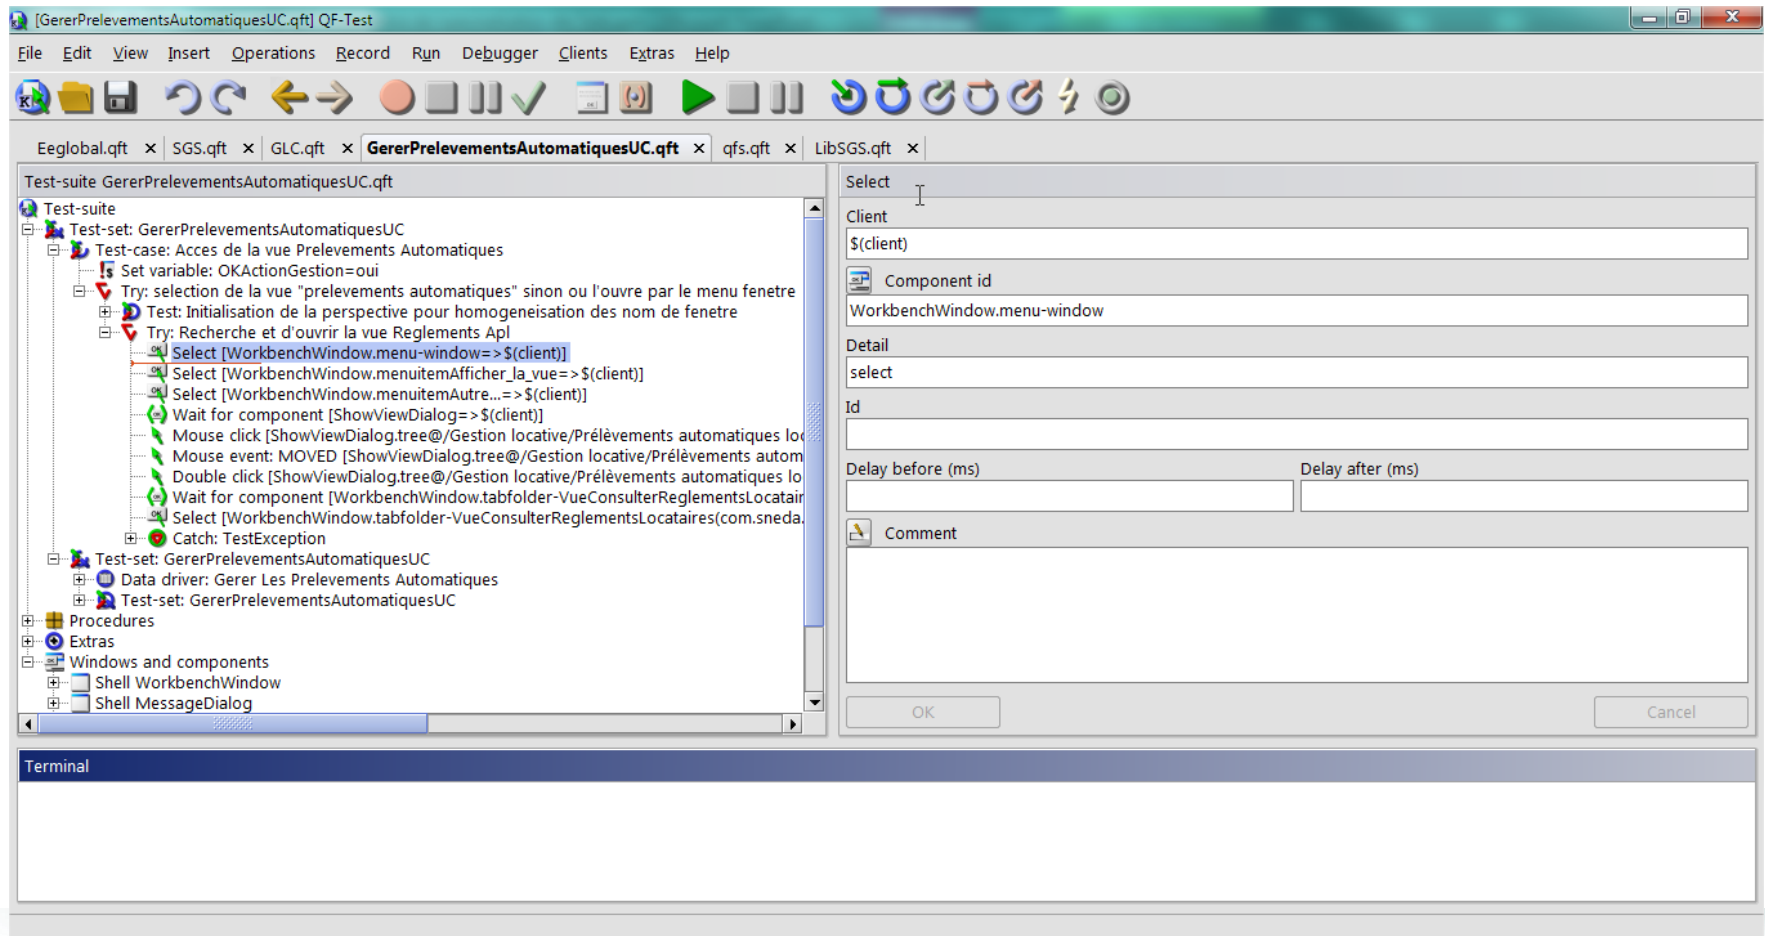 [GererPrelevementsAutomatiquesUC.qft] QF-Test
File Edit View Insert Operations Record Run Debugger Clients Extras Help
Eeglobal.qft SGS.qft GLC.qft GererPrelevementsAutomatiquesUC.qft qfs.qft LibSGS.qft
Test-suite GererPrelevementsAutomatiquesUC.qft
Test-suite
Test-set: GererPrelevementsAutomatiquesUC
Test-case: Acces de la vue Prelevements Automatiques
Set variable: OKActionGestion=oui
Try: selection de la vue "prelevements automatiques" sinon ou l'ouvre par le menu fenetre
Test: Initialisation de la perspective pour homogeneisation des nom de fenetre
Try: Recherche et d'ouvrir la vue Reglements Apl
Select [WorkbenchWindow.menu-window=>$(client)]
Select [WorkbenchWindow.menuitemAfficher_la_vue=>$(client)]
Select [WorkbenchWindow.menuitemAutre...=>$(client)]
Wait for component [ShowViewDialog=>$(client)]
Mouse click [ShowViewDialog.tree@/Gestion locative/Prélèvements automatiques loc
Mouse event: MOVED [ShowViewDialog.tree@/Gestion locative/Prélèvements autom
Double click [ShowViewDialog.tree@/Gestion locative/Prélèvements automatiques lo
Wait for component [WorkbenchWindow.tabfolder-VueConsulterReglementsLocatair
Select [WorkbenchWindow.tabfolder-VueConsulterReglementsLocataires(com.sneda.
Catch: TestException
Test-set: GererPrelevementsAutomatiquesUC
Data driver: Gerer Les Prelevements Automatiques
Test-set: GererPrelevementsAutomatiquesUC
Procedures
Extras
Windows and components
Shell WorkbenchWindow
Shell MessageDialog
Select
Client
$(client)
Component id
WorkbenchWindow.menu-window
Detail
select
Id
Delay before (ms) Delay after (ms)
Comment
OK Cancel
Terminal